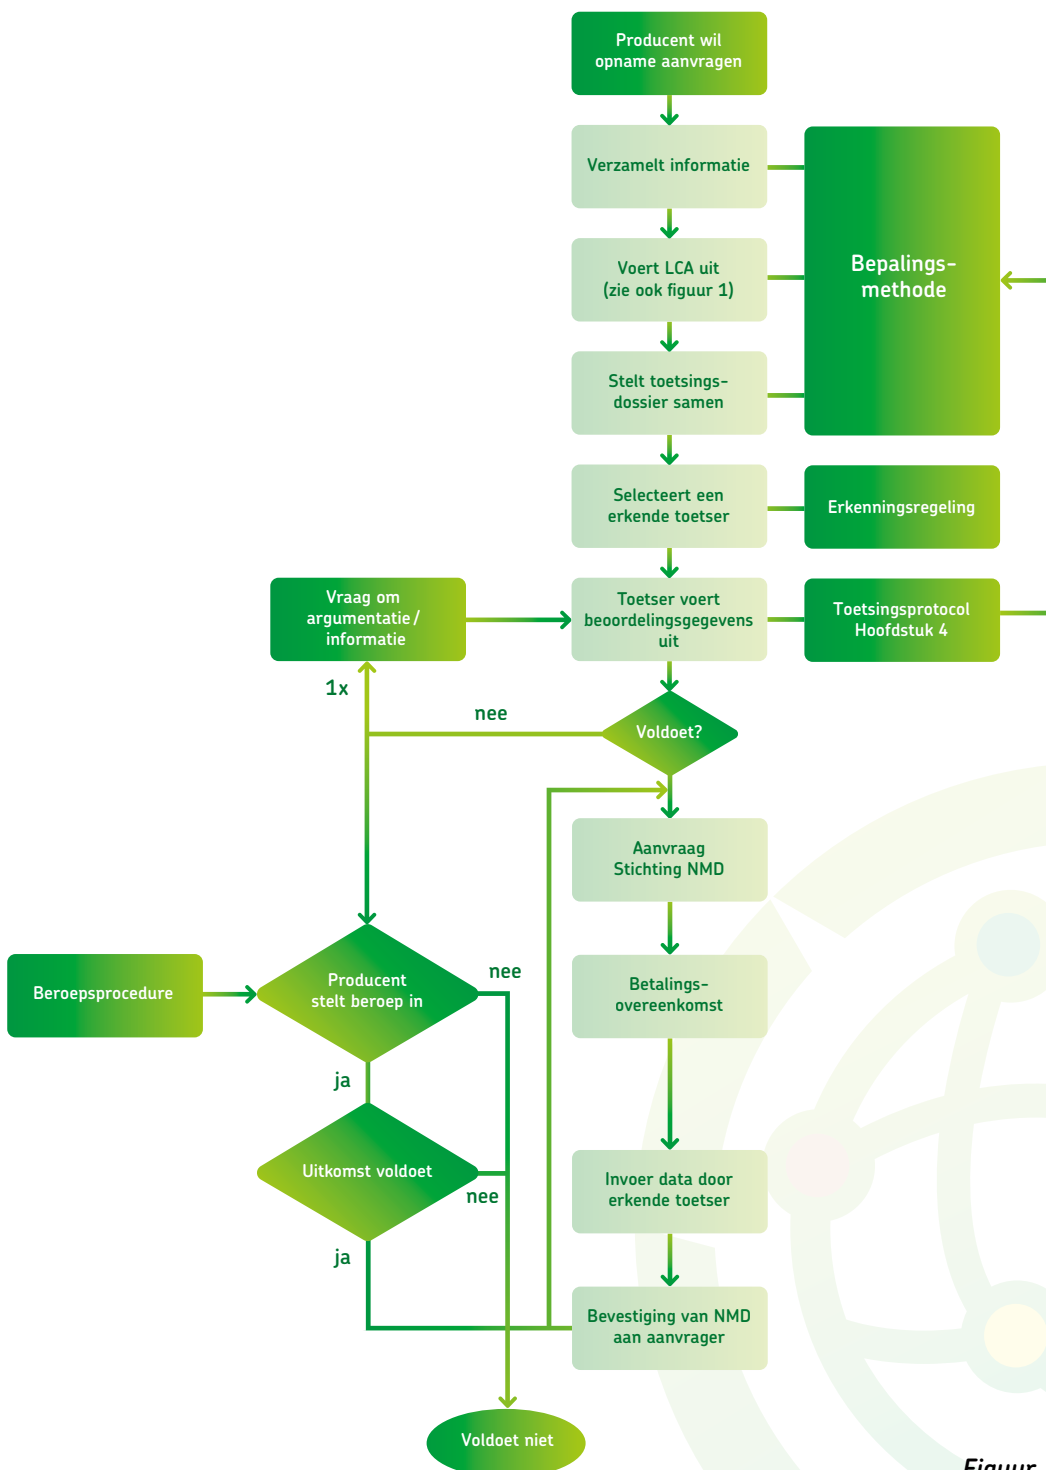 Producent wil
opname aanvragen
Verzamelt informatie
Voert LCA uit
(zie ook figuur 1)
Bepalings-
methode
Stelt toetsings-
dossier samen
Selecteert een
erkende toetser
Erkenningsregeling
Vraag om
argumentatie/
informatie
Toetser voert
beoordelingsgegevens
uit
Toetsingsprotocol
Hoofdstuk 4
1x
nee
Voldoet?
Aanvraag
Stichting NMD
Beroepsprocedure
Producent
stelt beroep in
nee
Betalings-
overeenkomst
ja
Uitkomst voldoet
nee
Invoer data door
erkende toetser
ja
Bevestiging van NMD
aan aanvrager
Voldoet niet
Figuur